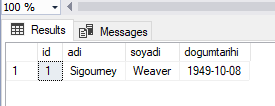 100 %
Results Messages
id adi soyadi dogumtarihi
1 1 Sigourney Weaver 1949-10-08